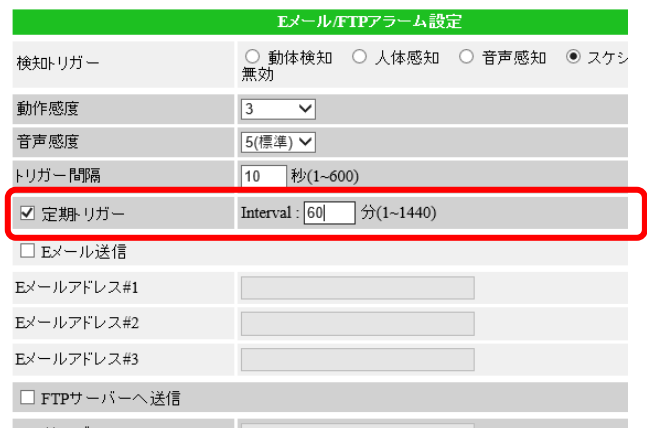 Eメール/FTPアラーム設定
検知トリガー ○ 動体検知 ○ 人体感知 ○ 音声感知 ◉ スケジ
無効
動作感度 3
音声感度 5(標準)
トリガー間隔 10 秒(1~600)
☑ 定期トリガー Interval : 60 分(1~1440)
☐ Eメール送信
Eメールアドレス#1
Eメールアドレス#2
Eメールアドレス#3
☐ FTPサーバーへ送信